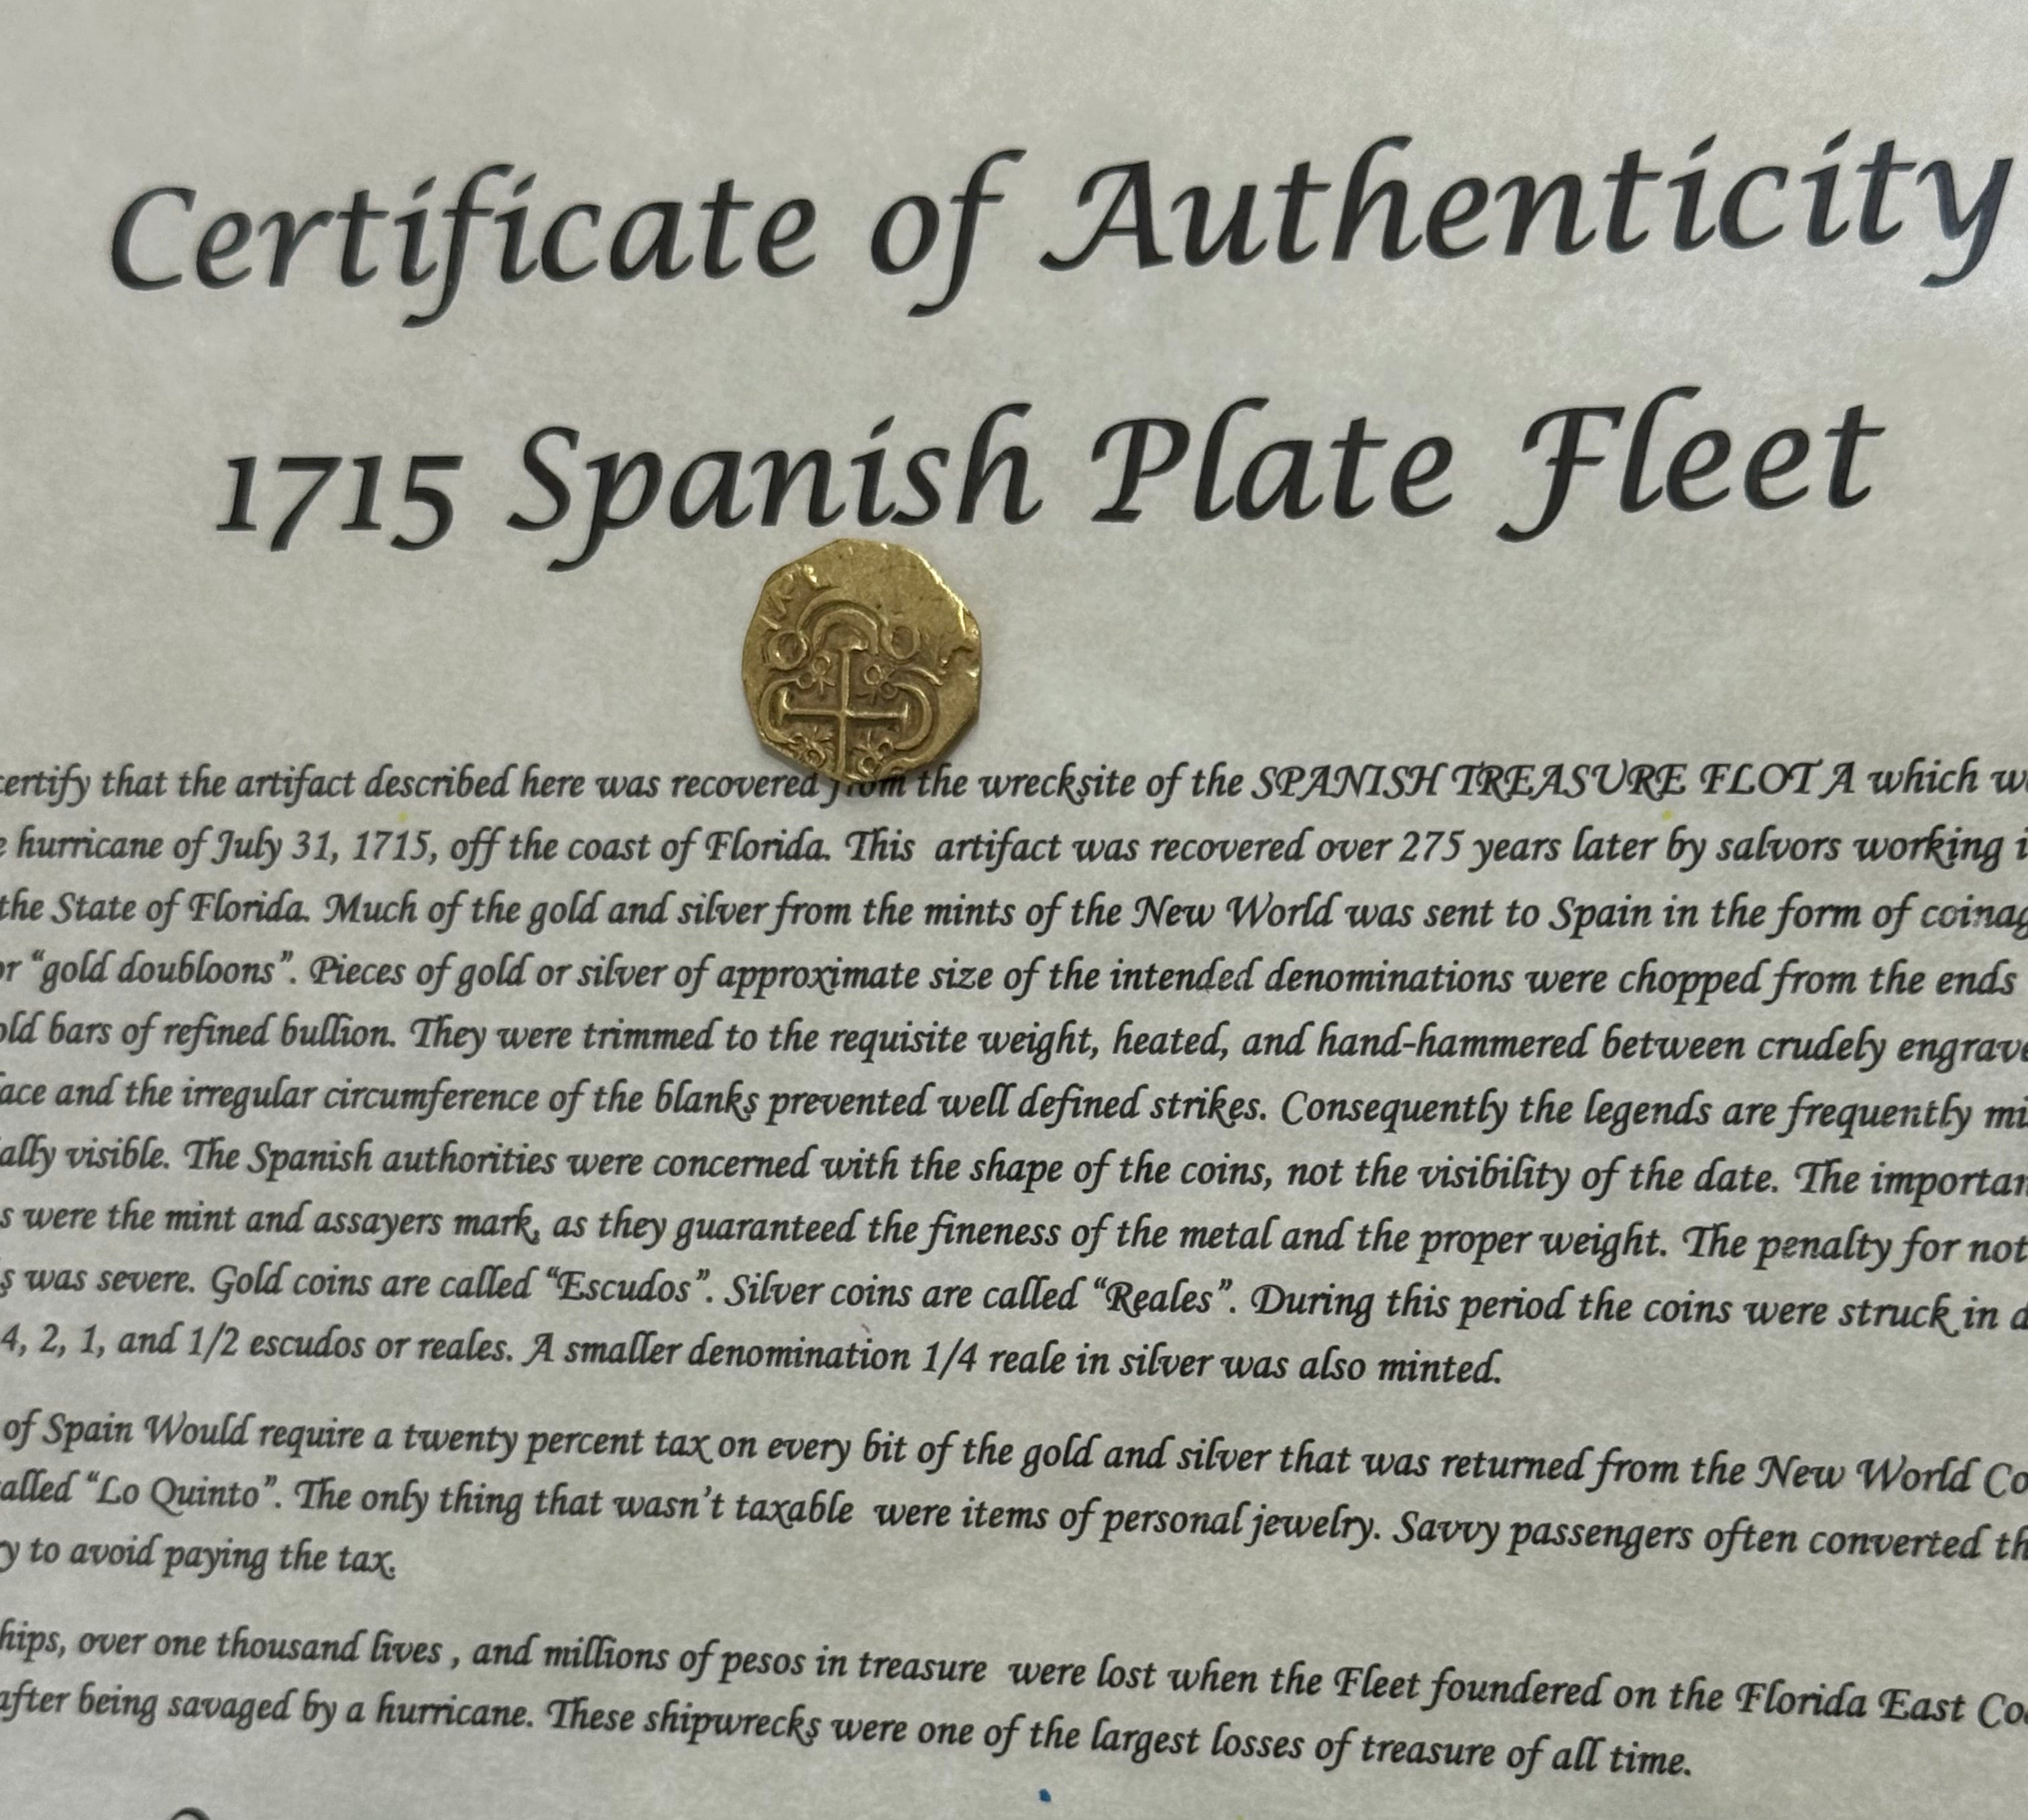 Certificate of Authenticity
1715 Spanish Plate Fleet
certify that the artifact described here was recovered from the wrecksite of the SPANISH TREASURE FLOTA which
hurricane of July 31, 1715, off the coast of Florida. This artifact was recovered over 275 years later by salvors working
the State of Florida. Much of the gold and silver from the mints of the New World was sent to Spain in the form of coinag
or “gold doubloons”. Pieces of gold or silver of approximate size of the intended denominations were chopped from the ends
old bars of refined bullion. They were trimmed to the requisite weight, heated, and hand-hammered between crudely engrave
face and the irregular circumference of the blanks prevented well defined strikes. Consequently the legends are frequently mi
ally visible. The Spanish authorities were concerned with the shape of the coins, not the visibility of the date. The importan
s were the mint and assayers mark, as they guaranteed the fineness of the metal and the proper weight. The penalty for not
s was severe. Gold coins are called “Escudos”. Silver coins are called “Reales”. During this period the coins were struck in d
4, 2, 1, and 1/2 escudos or reales. A smaller denomination 1/4 reale in silver was also minted.
of Spain Would require a twenty percent tax on every bit of the gold and silver that was returned from the New World Co
called “Lo Quinto”. The only thing that wasn’t taxable were items of personal jewelry. Savvy passengers often converted th
y to avoid paying the tax.
hips, over one thousand lives , and millions of pesos in treasure were lost when the Fleet foundered on the Florida East Coa
after being savaged by a hurricane. These shipwrecks were one of the largest losses of treasure of all time.